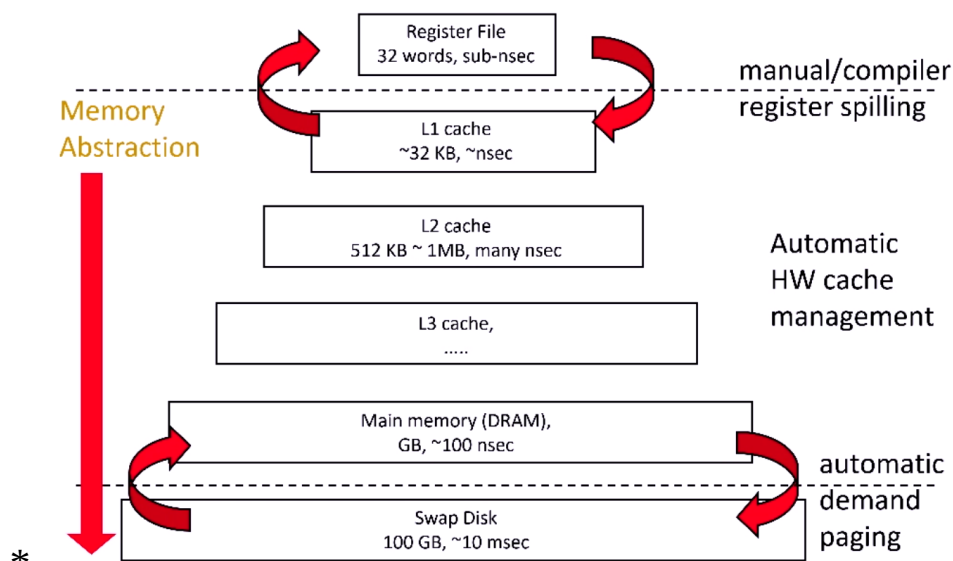 Register File
32 words, sub-nsec
manual/compiler
register spilling
Memory
Abstraction
L1 cache
~32 KB, ~nsec
L2 cache
512 KB ~ 1MB, many nsec
Automatic
HW cache
management
L3 cache,
.....
Main memory (DRAM),
GB, ~100 nsec
automatic
demand
paging
Swap Disk
100 GB, ~10 msec
*